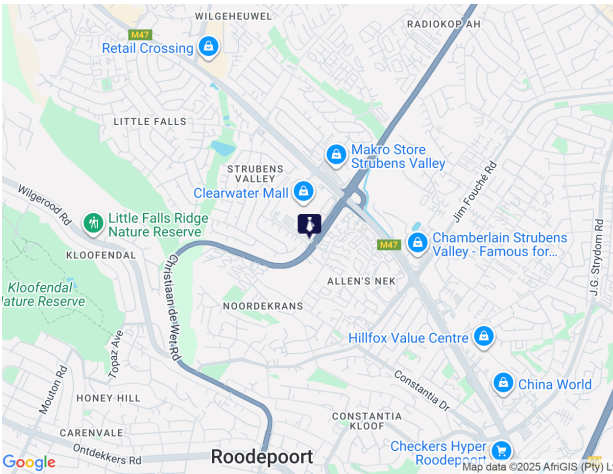 WILGEHEUWEL
RADIOKOP AH
M47
Retail Crossing
LITTLE FALLS
Makro Store
Strubens Valley
STRUBENS
VALLEY
Jim Fouché Rd
Clearwater Mall
Wilgerood Rd
Little Falls Ridge
Nature Reserve
M47
Chamberlain Strubens
Valley - Famous for…
KLOOFENDAL
Christiaan de Wet Rd
J.G. Strydom Rd
Kloofendal
Nature Reserve
ALLEN'S NEK
NOORDEKRANS
Topaz Ave
Hillfox Value Centre
Mouton Rd
Constantia Dr
China World
HONEY HILL
CONSTANTIA
KLOOF
CARENVALE
Ontdekkers Rd
Checkers Hyper
Roodepoort
Roodepoort
Google
Map data ©2025 AfriGIS (Pty) L